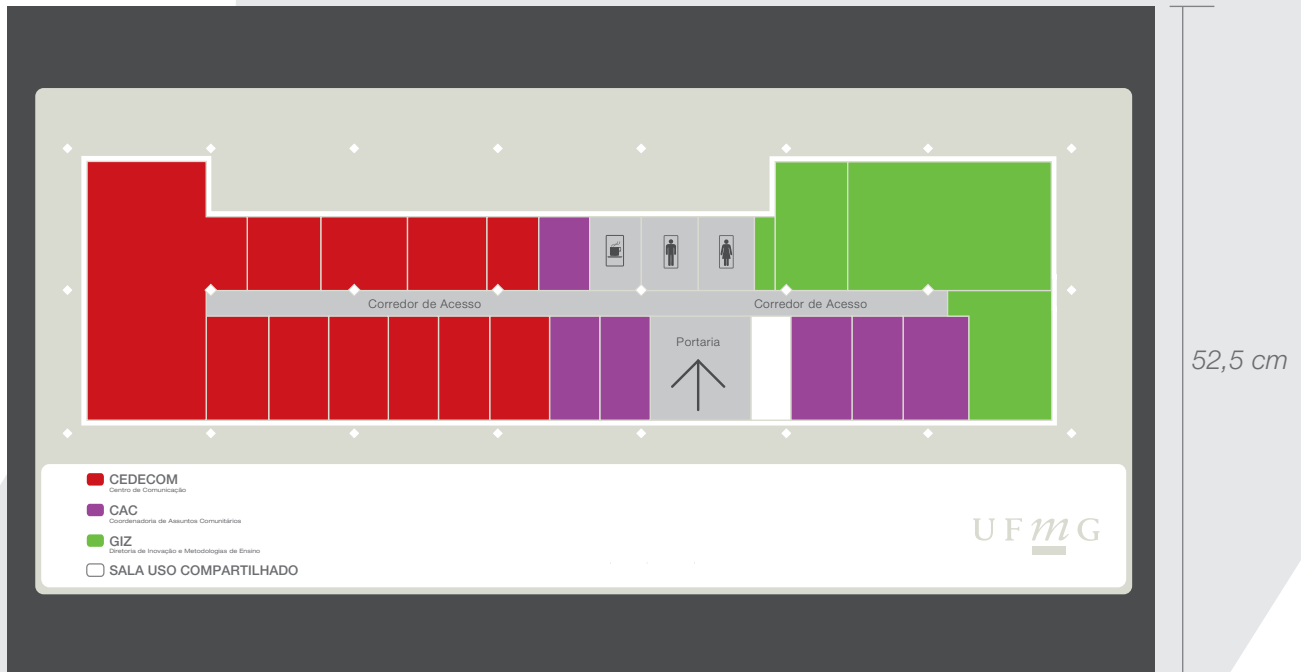 Corredor de Acesso
Corredor de Acesso
Portaria
52,5 cm
CEDECOM
Centro de Comunicação
CAC
Coordenadoria de Assuntos Comunitários
GIZ
Diretoria de Inovação e Metodologias de Ensino
SALA USO COMPARTILHADO
UFmG